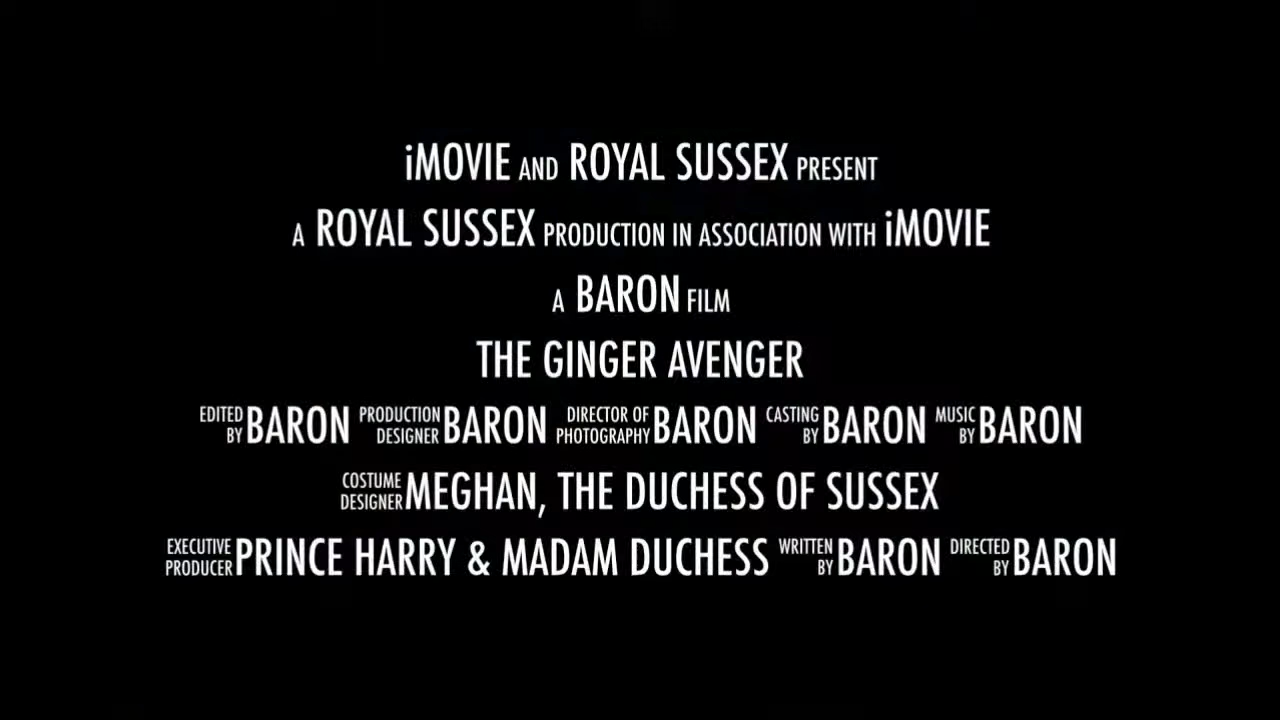 iMOVIE AND ROYAL SUSSEX PRESENT
A ROYAL SUSSEX PRODUCTION IN ASSOCIATION WITH iMOVIE
A BARON FILM
THE GINGER AVENGER
EDITED BY BARON PRODUCTION DESIGNER BARON DIRECTOR OF PHOTOGRAPHY BARON CASTING BY BARON MUSIC BY BARON
COSTUME DESIGNER MEGHAN, THE DUCHESS OF SUSSEX
EXECUTIVE PRODUCER PRINCE HARRY & MADAM DUCHESS WRITTEN BY BARON DIRECTED BY BARON